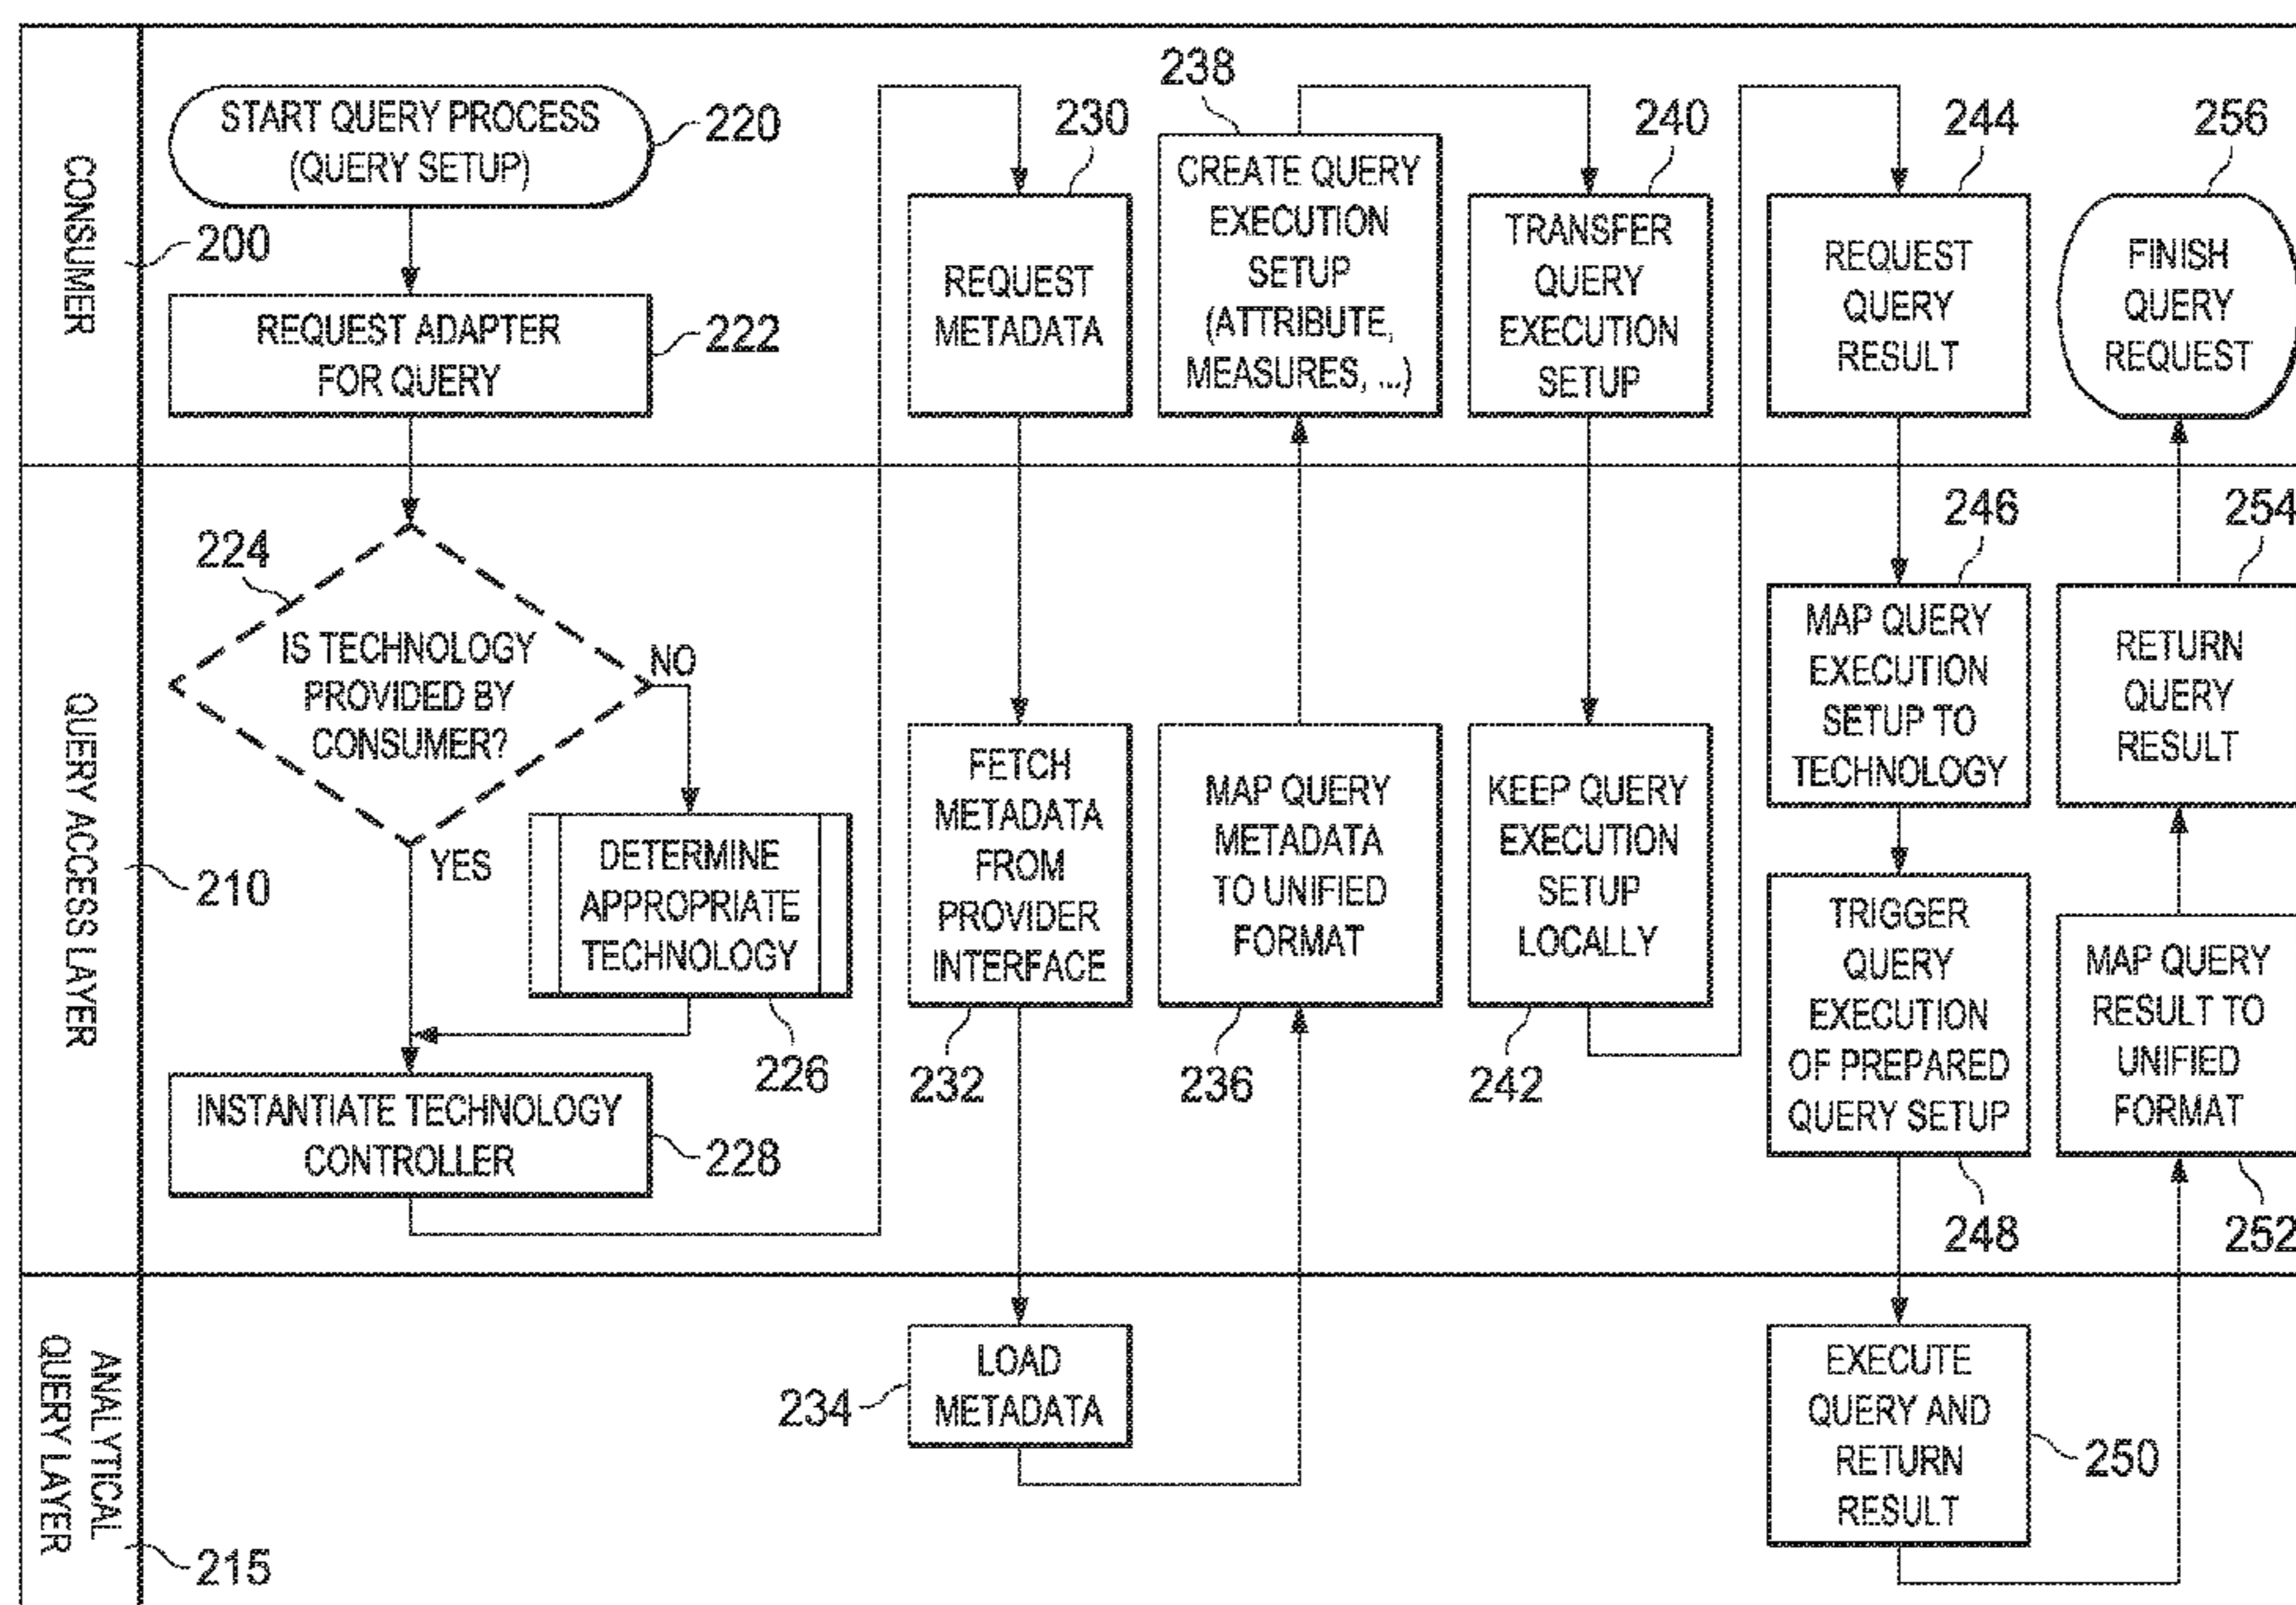 CONSUMER
200
START QUERY PROCESS
(QUERY SETUP)
220
REQUEST ADAPTER
FOR QUERY
222
230
REQUEST
METADATA
238
CREATE QUERY
EXECUTION
SETUP
(ATTRIBUTE,
MEASURES, ...)
240
TRANSFER
QUERY
EXECUTION
SETUP
244
REQUEST
QUERY
RESULT
256
FINISH
QUERY
REQUEST
QUERY ACCESS LAYER
210
224
IS TECHNOLOGY
PROVIDED BY
CONSUMER?
NO
YES
DETERMINE
APPROPRIATE
TECHNOLOGY
226
INSTANTIATE TECHNOLOGY
CONTROLLER
228
FETCH
METADATA
FROM
PROVIDER
INTERFACE
232
MAP QUERY
METADATA
TO UNIFIED
FORMAT
236
KEEP QUERY
EXECUTION
SETUP
LOCALLY
242
246
MAP QUERY
EXECUTION
SETUP TO
TECHNOLOGY
TRIGGER
QUERY
EXECUTION
OF PREPARED
QUERY SETUP
248
254
RETURN
QUERY
RESULT
MAP QUERY
RESULT TO
UNIFIED
FORMAT
252
ANALYTICAL
QUERY LAYER
215
234
LOAD
METADATA
EXECUTE
QUERY AND
RETURN
RESULT
250